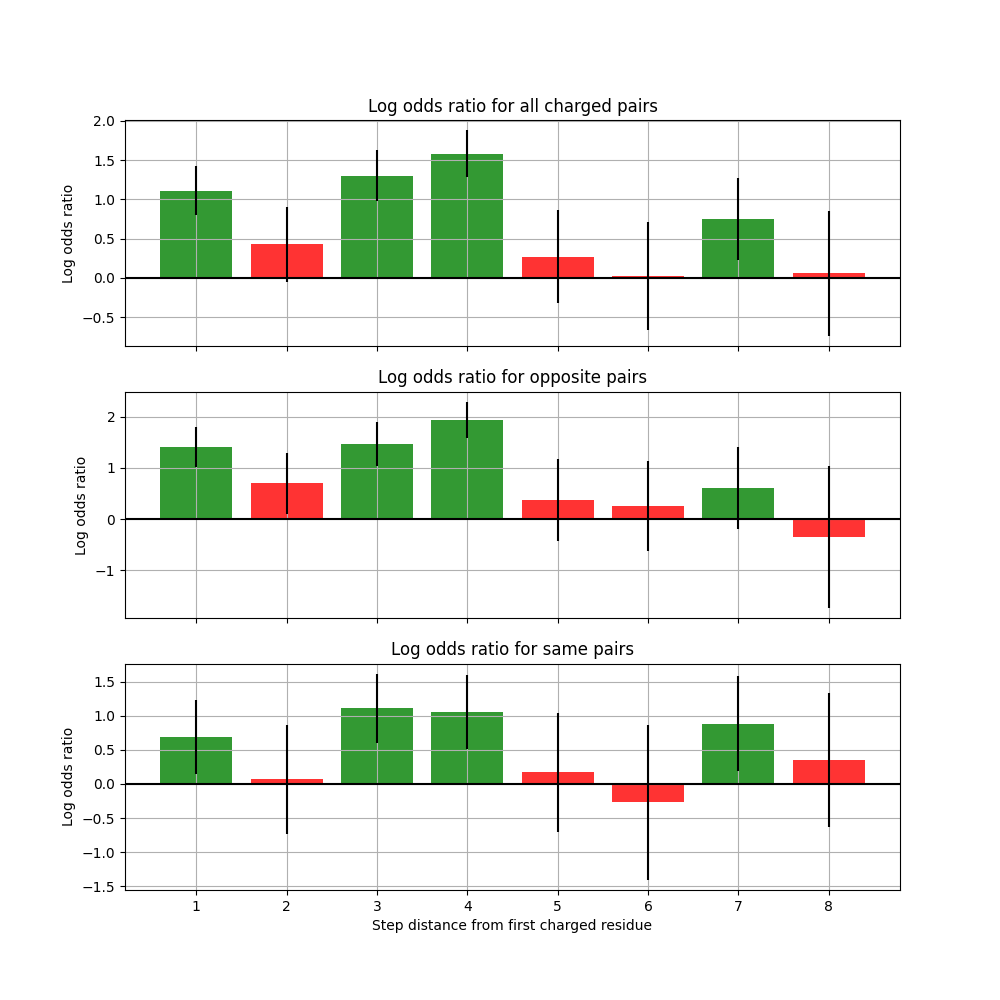 Log odds ratio for all charged pairs
2.0
1.5
1.0
0.5
0.0
−0.5
Log odds ratio
Log odds ratio for opposite pairs
2
1
0
−1
Log odds ratio
Log odds ratio for same pairs
1.5
1.0
0.5
0.0
−0.5
−1.0
−1.5
Log odds ratio
1 2 3 4 5 6 7 8
Step distance from first charged residue